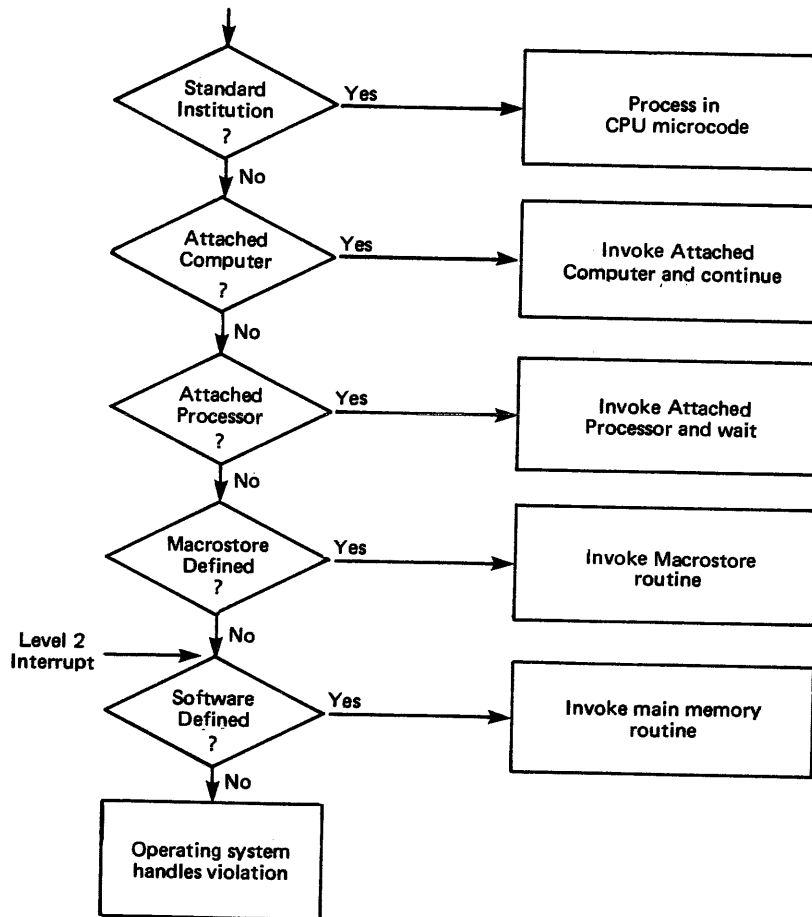 Standard
Institution
?
Yes
Process in
CPU microcode
No
Attached
Computer
?
Yes
Invoke Attached
Computer and continue
No
Attached
Processor
?
Yes
Invoke Attached
Processor and wait
No
Macrostore
Defined
?
Yes
Invoke Macrostore
routine
No
Level 2
Interrupt
Software
Defined
?
Yes
Invoke main memory
routine
No
Operating system
handles violation